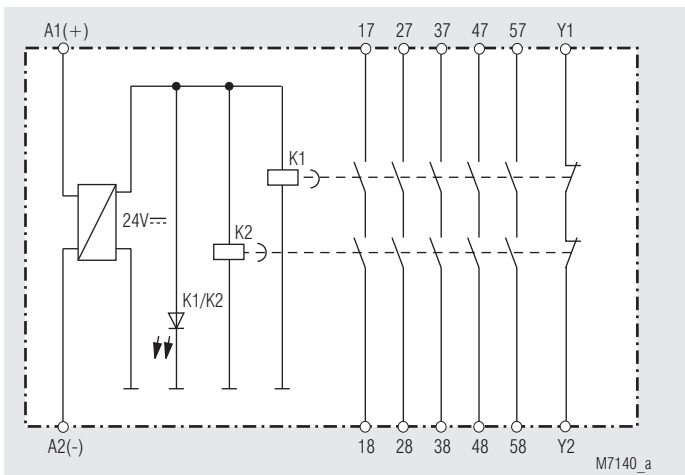 A1(+) 17 27 37 47 57 Y1
K1
24V⎓
K2
K1/K2
A2(-) 18 28 38 48 58 Y2
M7140_a